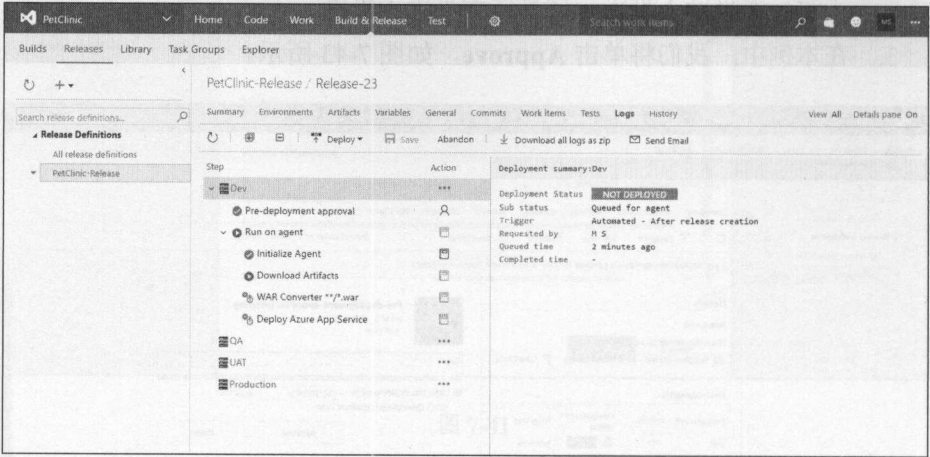 PetClinic Home Code Work Build & Release Test Search work items MS ...
Builds Releases Library Task Groups Explorer
PetClinic-Release / Release-23
Search release definitions...
Release Definitions
All release definitions
PetClinic-Release
Summary Environments Artifacts Variables General Commits Work items Tests Logs History View All Details pane On
Deploy Save Abandon Download all logs as zip Send Email
Step Action
Dev
Pre-deployment approval
Run on agent
Initialize Agent
Download Artifacts
WAR Converter **/*.war
Deploy Azure App Service
QA
UAT
Production
Deployment summary:Dev
Deployment Status NOT DEPLOYED
Sub status Queued for agent
Trigger Automated - After release creation
Requested by M S
Queued time 2 minutes ago
Completed time -